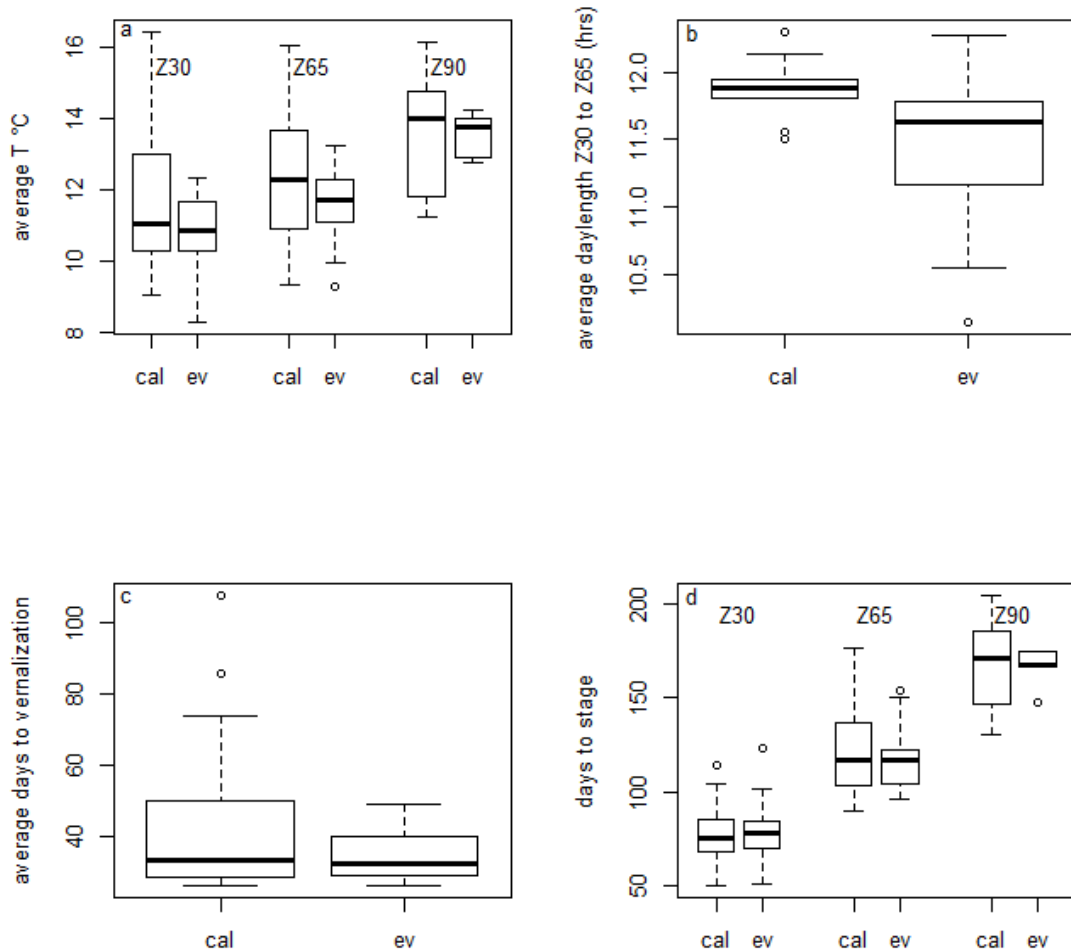 a
Z30 Z65 Z90
average T °C
16
14
12
10
8
cal ev cal ev cal ev
b
average daylength Z30 to Z65 (hrs)
12.0
11.5
11.0
10.5
cal ev
c
average days to vernalization
100
80
60
40
cal ev
d
Z30 Z65 Z90
days to stage
200
150
100
50
cal ev cal ev cal ev